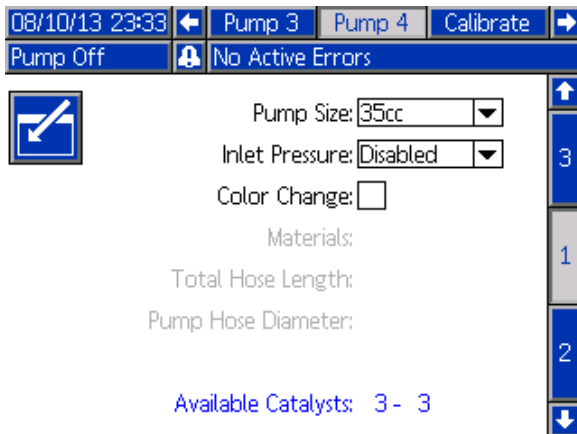 08/10/13 23:33 Pump 3 Pump 4 Calibrate
Pump Off No Active Errors
Pump Size: 35cc
Inlet Pressure: Disabled
3
Color Change:
Materials:
1
Total Hose Length:
Pump Hose Diameter:
2
Available Catalysts: 3 - 3